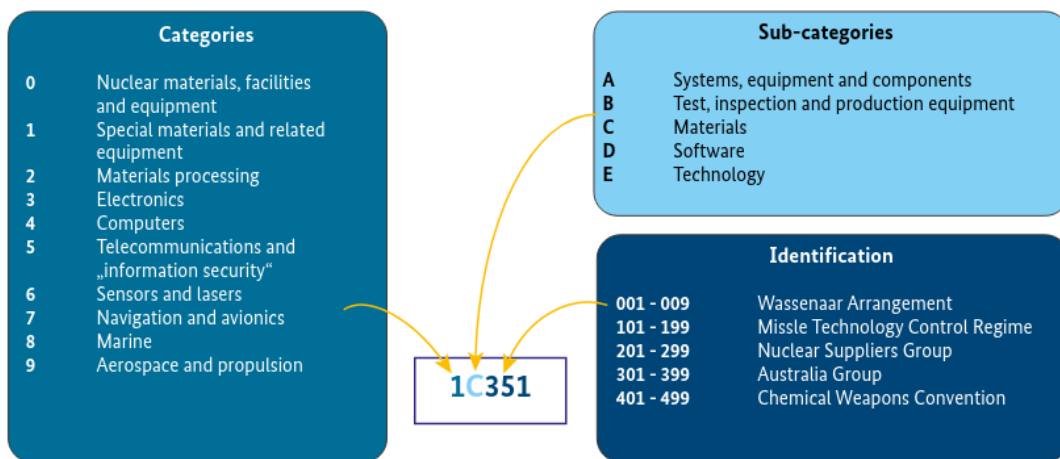 Categories
0 Nuclear materials, facilities
and equipment
1 Special materials and related
equipment
2 Materials processing
3 Electronics
4 Computers
5 Telecommunications and
„information security“
6 Sensors and lasers
7 Navigation and avionics
8 Marine
9 Aerospace and propulsion
Sub-categories
A Systems, equipment and components
B Test, inspection and production equipment
C Materials
D Software
E Technology
Identification
001 - 009 Wassenaar Arrangement
101 - 199 Missle Technology Control Regime
201 - 299 Nuclear Suppliers Group
301 - 399 Australia Group
401 - 499 Chemical Weapons Convention
1C351